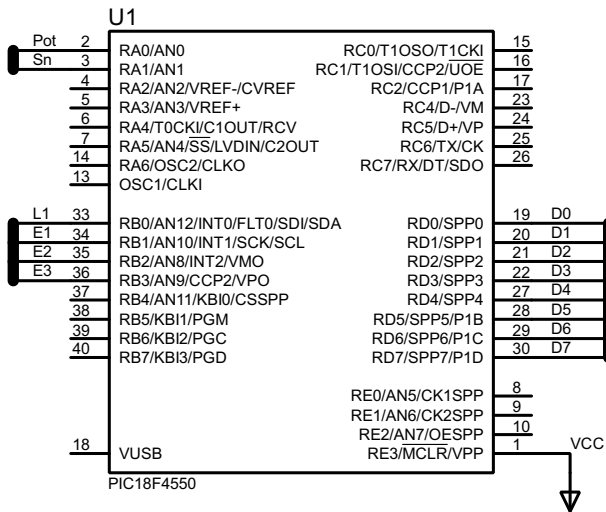 U1
Pot 2 RA0/AN0 RC0/T1OSO/T1CKI 15
Sn 3 RA1/AN1 RC1/T1OSI/CCP2/UOE 16
4 RA2/AN2/VREF-/CVREF RC2/CCP1/P1A 17
5 RA3/AN3/VREF+ RC4/D-/VM 23
6 RA4/T0CKI/C1OUT/RCV RC5/D+/VP 24
7 RA5/AN4/SS/LVDIN/C2OUT RC6/TX/CK 25
14 RA6/OSC2/CLKO RC7/RX/DT/SDO 26
13 OSC1/CLKI
L1 33 RB0/AN12/INT0/FLT0/SDI/SDA RD0/SPP0 19 D0
E1 34 RB1/AN10/INT1/SCK/SCL RD1/SPP1 20 D1
E2 35 RB2/AN8/INT2/VMO RD2/SPP2 21 D2
E3 36 RB3/AN9/CCP2/VPO RD3/SPP3 22 D3
37 RB4/AN11/KBI0/CSSPP RD4/SPP4 27 D4
38 RB5/KBI1/PGM RD5/SPP5/P1B 28 D5
39 RB6/KBI2/PGC RD6/SPP6/P1C 29 D6
40 RB7/KBI3/PGD RD7/SPP7/P1D 30 D7
RE0/AN5/CK1SPP 8
RE1/AN6/CK2SPP 9
RE2/AN7/OESPP 10
18 VUSB RE3/MCLR/VPP 1 VCC
PIC18F4550